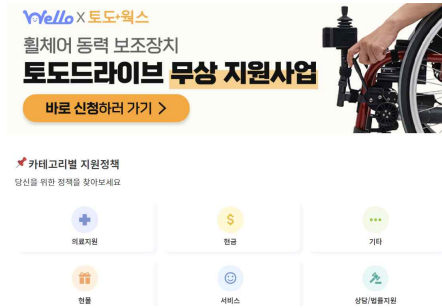 Wello X 토도웍스
휠체어 동력 보조장치
토도드라이브 무상 지원사업
바로 신청하러 가기 >
카테고리별 지원정책
당신을 위한 정책을 찾아보세요
의료지원
현금
기타
현물
서비스
상담/법률지원